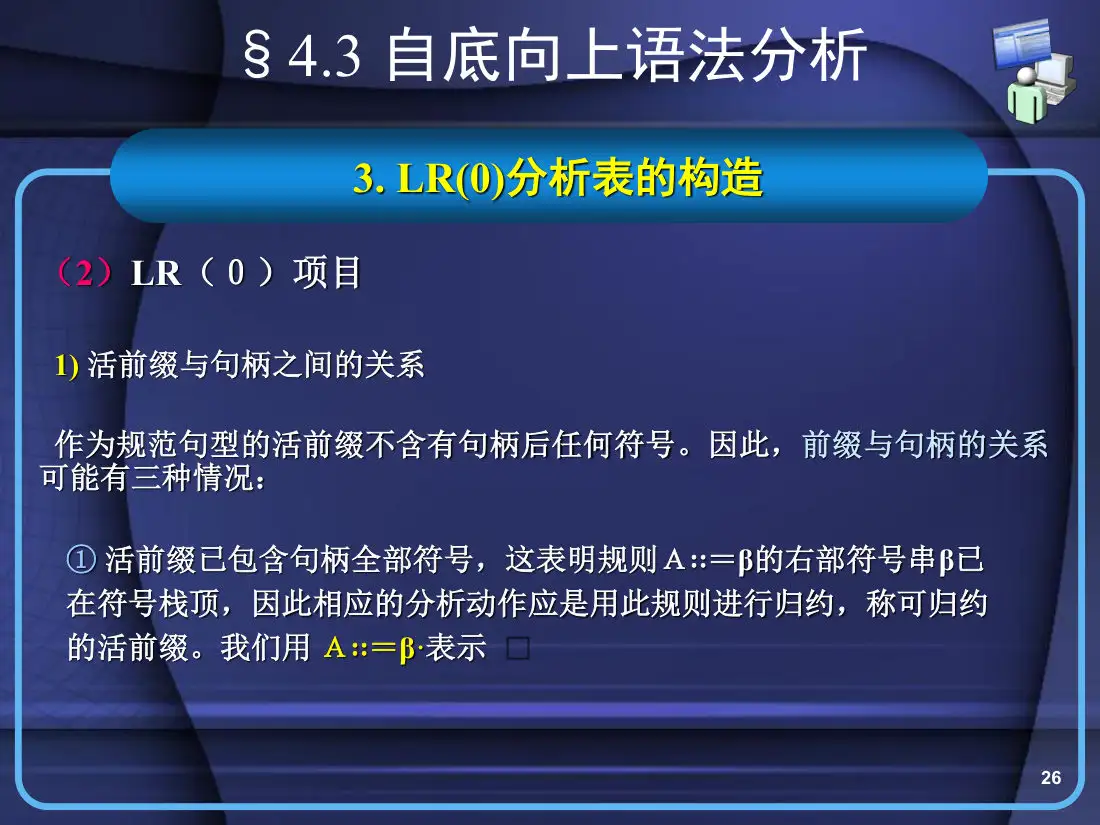 §4.3 自底向上语法分析
3. LR(0)分析表的构造
（2）LR（０）项目
1) 活前缀与句柄之间的关系
作为规范句型的活前缀不含有句柄后任何符号。因此，前缀与句柄的关系
可能有三种情况：
① 活前缀已包含句柄全部符号，这表明规则Ａ::＝β的右部符号串β已
在符号栈顶，因此相应的分析动作应是用此规则进行归约，称可归约
的活前缀。我们用 Ａ::＝β·表示 □
26